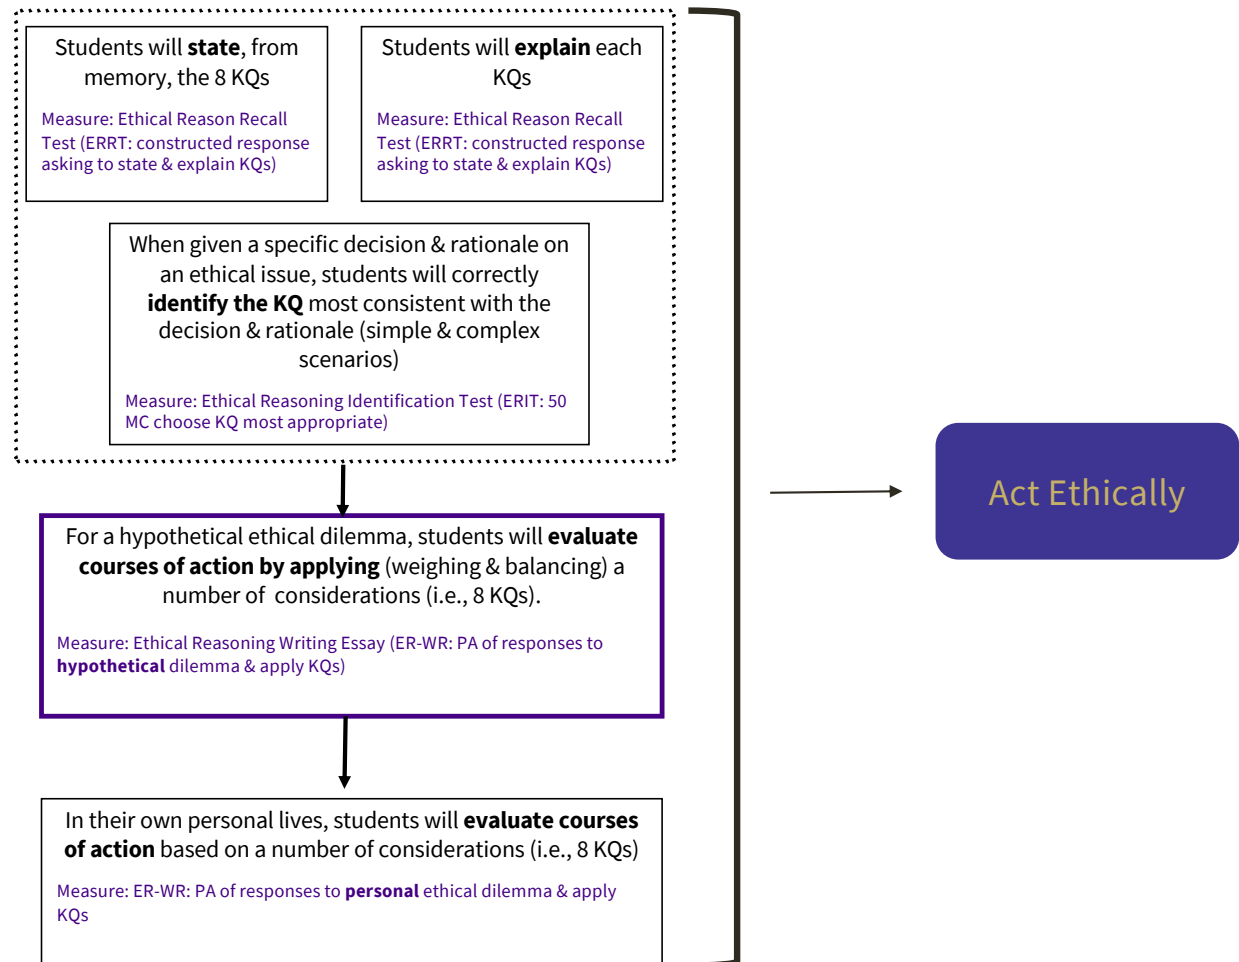 Students will state, from
memory, the 8 KQs
Measure: Ethical Reason Recall
Test (ERRT: constructed response
asking to state & explain KQs)
Students will explain each
KQs
Measure: Ethical Reason Recall
Test (ERRT: constructed response
asking to state & explain KQs)
When given a specific decision & rationale on
an ethical issue, students will correctly
identify the KQ most consistent with the
decision & rationale (simple & complex
scenarios)
Measure: Ethical Reasoning Identification Test (ERIT: 50
MC choose KQ most appropriate)
For a hypothetical ethical dilemma, students will evaluate
courses of action by applying (weighing & balancing) a
number of considerations (i.e., 8 KQs).
Measure: Ethical Reasoning Writing Essay (ER-WR: PA of responses to
hypothetical dilemma & apply KQs)
In their own personal lives, students will evaluate courses
of action based on a number of considerations (i.e., 8 KQs)
Measure: ER-WR: PA of responses to personal ethical dilemma & apply
KQs
Act Ethically